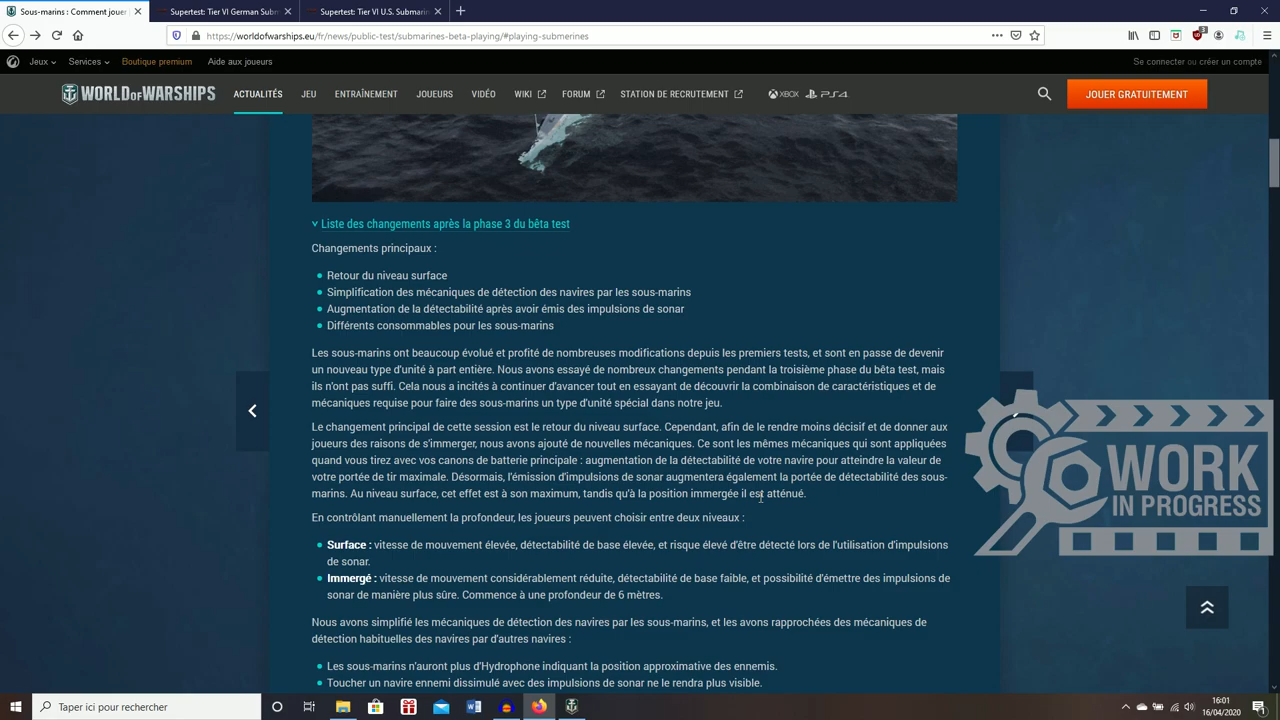 Sous-marins : Comment jouer
Supertest: Tier VI German Subm
Supertest: Tier VI U.S. Submarin
https://worldofwarships.eu/fr/news/public-test/submarines-beta-playing/#playing-submerines
Jeux
Services
Boutique premium
Aide aux joueurs
Se connecter ou créer un compte
WORLD OF WARSHIPS
ACTUALITÉS
JEU
ENTRAÎNEMENT
JOUEURS
VIDÉO
WIKI
FORUM
STATION DE RECRUTEMENT
XBOX
PS4
JOUER GRATUITEMENT
Liste des changements après la phase 3 du bêta test
Changements principaux :
Retour du niveau surface
Simplification des mécaniques de détection des navires par les sous-marins
Augmentation de la détectabilité après avoir émis des impulsions de sonar
Différents consommables pour les sous-marins
Les sous-marins ont beaucoup évolué et profité de nombreuses modifications depuis les premiers tests, et sont en passe de devenir
un nouveau type d'unité à part entière. Nous avons essayé de nombreux changements pendant la troisième phase du bêta test, mais
ils n'ont pas suffi. Cela nous a incités à continuer d'avancer tout en essayant de découvrir la combinaison de caractéristiques et de
mécaniques requise pour faire des sous-marins un type d'unité spécial dans notre jeu.
Le changement principal de cette session est le retour du niveau surface. Cependant, afin de le rendre moins décisif et de donner aux
joueurs des raisons de s'immerger, nous avons ajouté de nouvelles mécaniques. Ce sont les mêmes mécaniques qui sont appliquées
quand vous tirez avec vos canons de batterie principale : augmentation de la détectabilité de votre navire pour atteindre la valeur de
votre portée de tir maximale. Désormais, l'émission d'impulsions de sonar augmentera également la portée de détectabilité des sous-
marins. Au niveau surface, cet effet est à son maximum, tandis qu'à la position immergée il est atténué.
WORK
IN PROGRESS
En contrôlant manuellement la profondeur, les joueurs peuvent choisir entre deux niveaux :
Surface : vitesse de mouvement élevée, détectabilité de base élevée, et risque élevé d'être détecté lors de l'utilisation d'impulsions
de sonar.
Immergé : vitesse de mouvement considérablement réduite, détectabilité de base faible, et possibilité d'émettre des impulsions de
sonar de manière plus sûre. Commence à une profondeur de 6 mètres.
Nous avons simplifié les mécaniques de détection des navires par les sous-marins, et les avons rapprochées des mécaniques de
détection habituelles des navires par d'autres navires :
Les sous-marins n'auront plus d'Hydrophone indiquant la position approximative des ennemis.
Toucher un navire ennemi dissimulé avec des impulsions de sonar ne le rendra plus visible.
Taper ici pour rechercher
16:01
16/04/2020